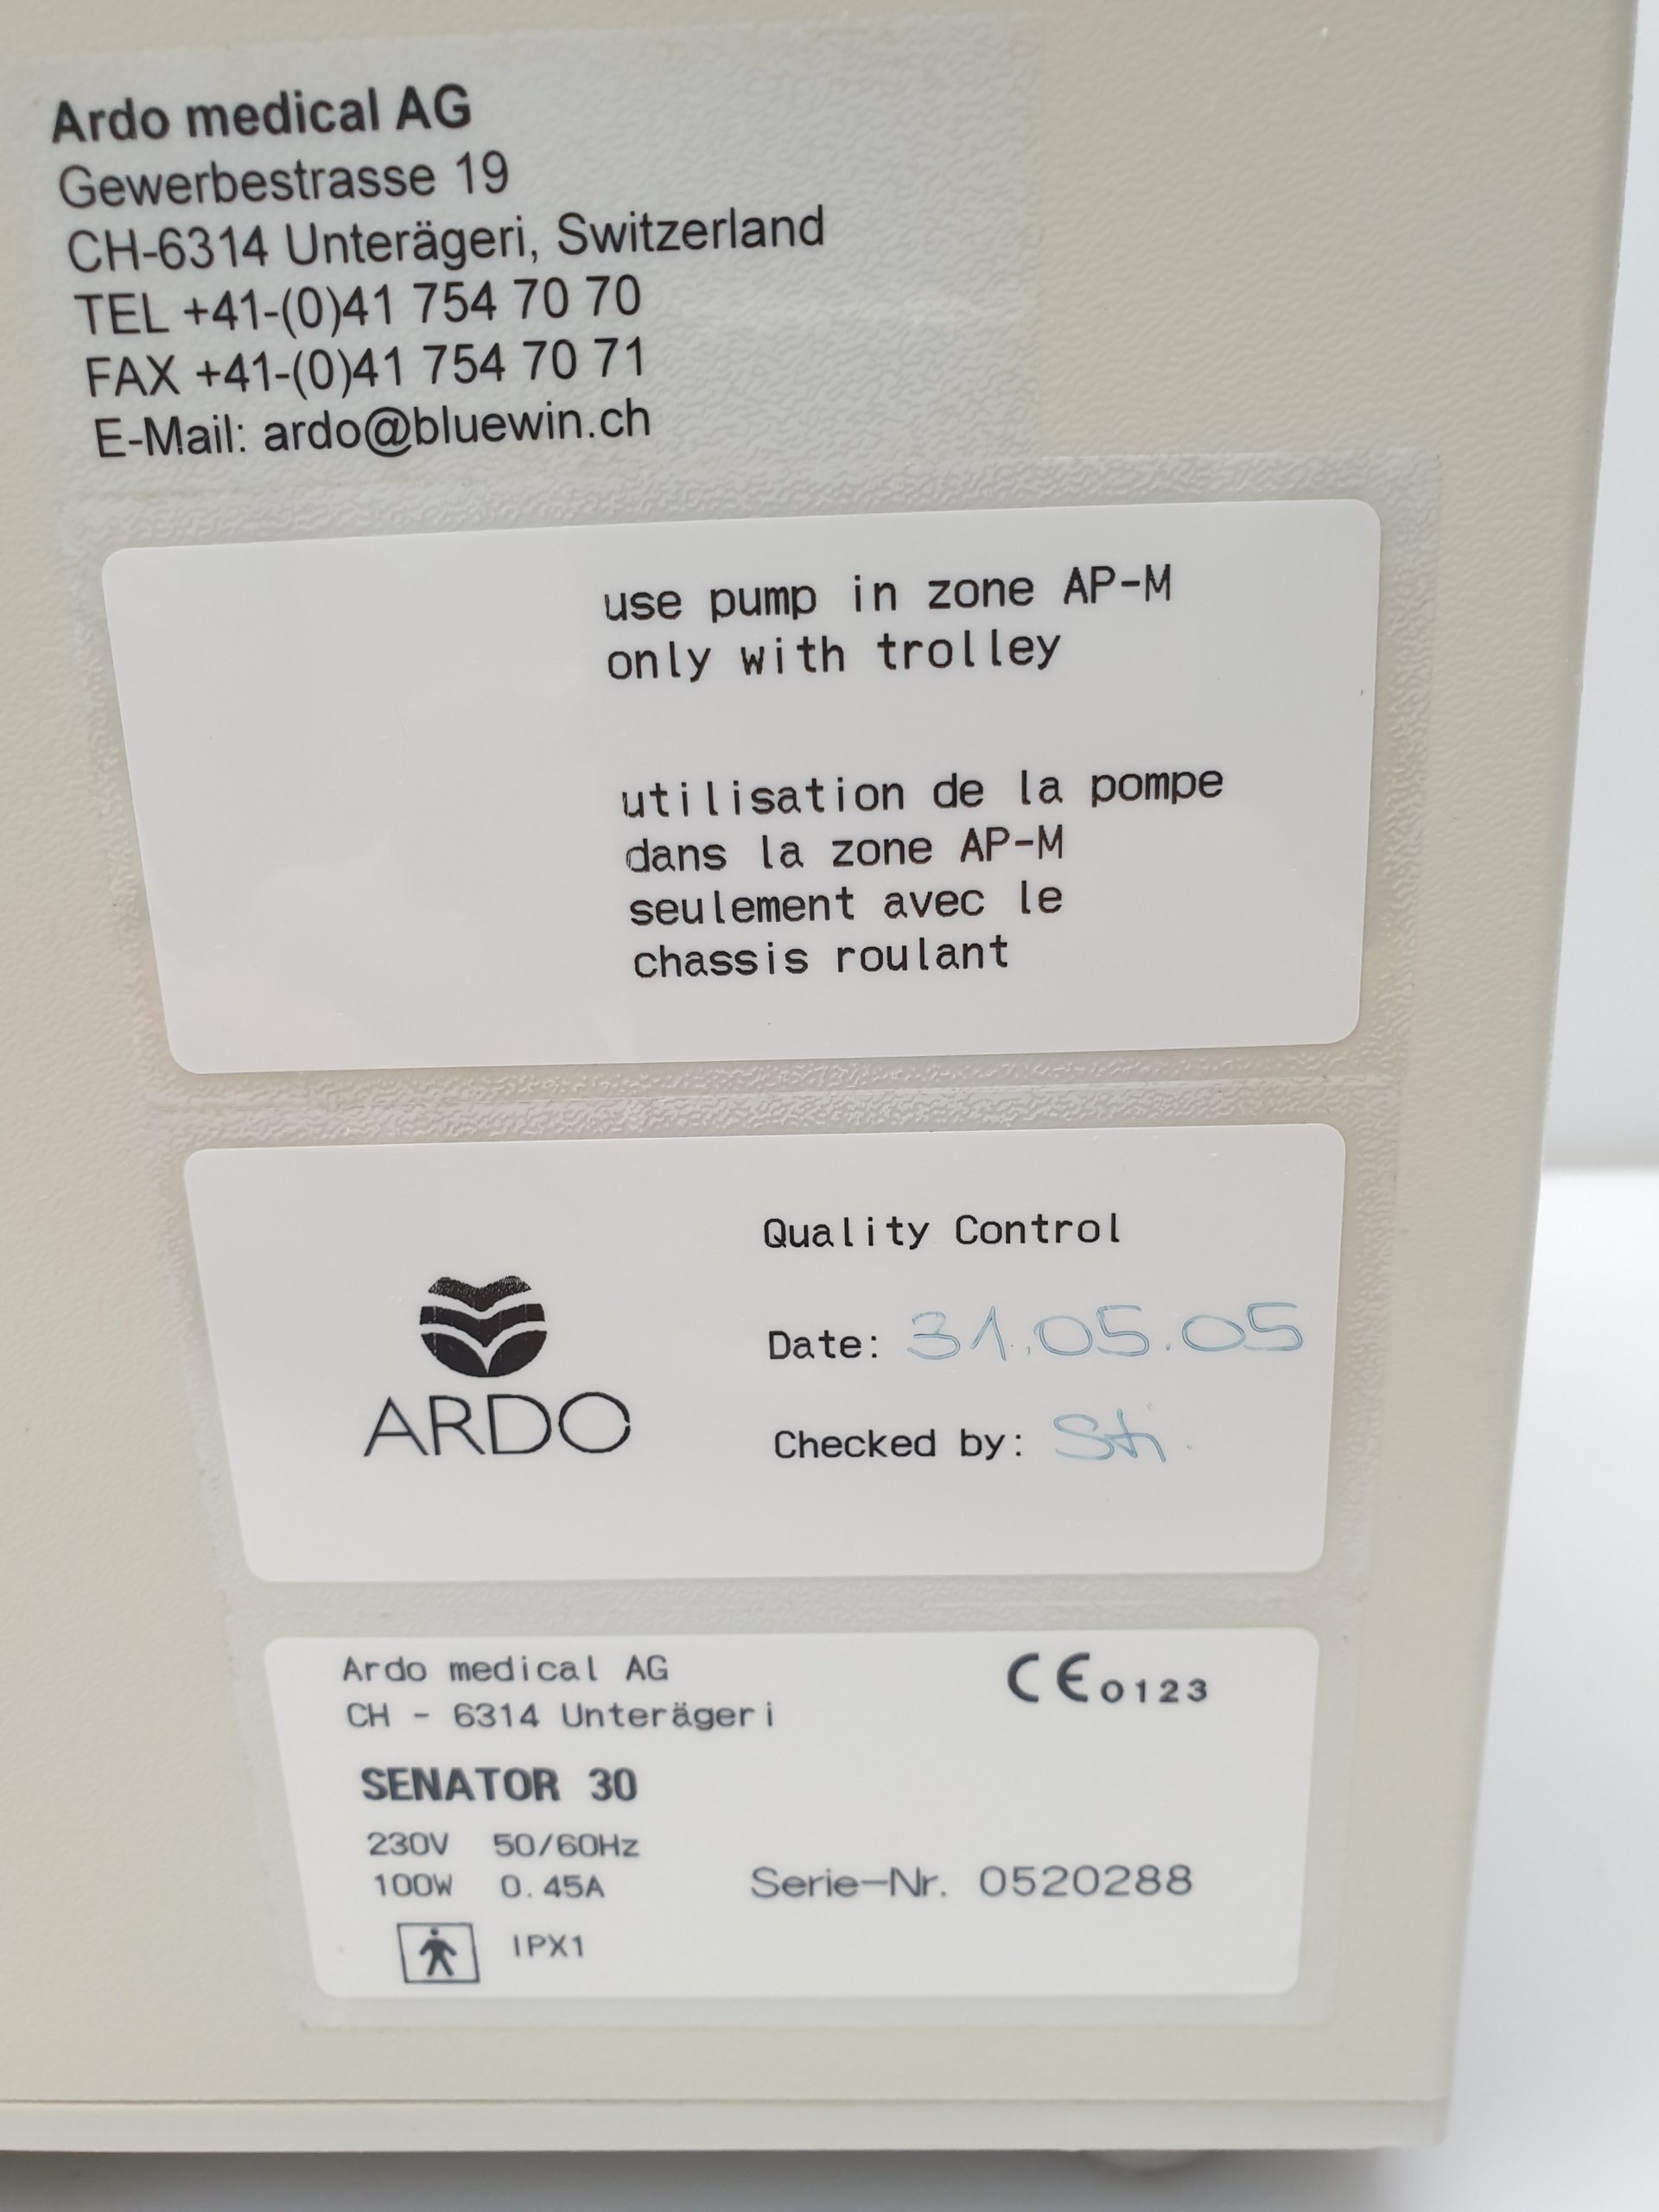 Ardo medical AG
Gewerbestrasse 19
CH-6314 Unterägeri, Switzerland
TEL +41-(0)41 754 70 70
FAX +41-(0)41 754 70 71
E-Mail: ardo@bluewin.ch
use pump in zone AP-M
only with trolley
utilisation de la pompe
dans la zone AP-M
seulement avec le
chassis roulant
Quality Control
Date: 31.05.05
Checked by:
ARDO
Ardo medical AG
CH - 6314 Unterägeri
CE 0123
SENATOR 30
230V 50/60Hz
100W 0.45A
Serie-Nr. 0520288
IPX1